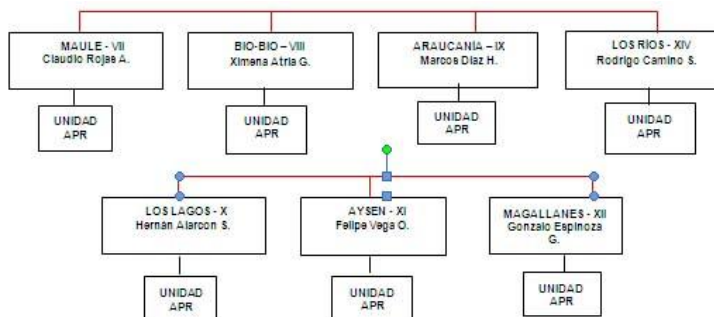 MAULE - VII
Claudio Rojas A.
BIO-BIO – VIII
Ximena Atria G.
ARAUCANÍA – IX
Marcos Díaz H.
LOS RÍOS - XIV
Rodrigo Camino S.
UNIDAD
APR
UNIDAD
APR
UNIDAD
APR
UNIDAD
APR
LOS LAGOS - X
Hernán Alarcon S.
AYSEN - XI
Felipe Vega O.
MAGALLANES - XII
Gonzalo Espinoza
G.
UNIDAD
APR
UNIDAD
APR
UNIDAD
APR